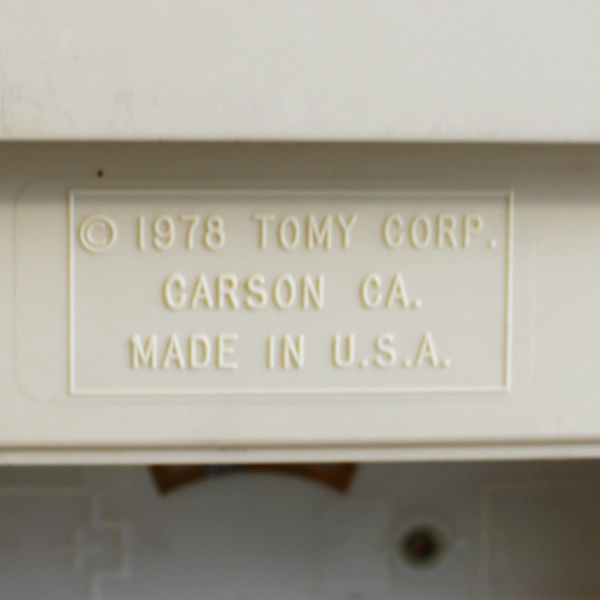 © 1978 TOMY CORP.
CARSON CA.
MADE IN U.S.A.